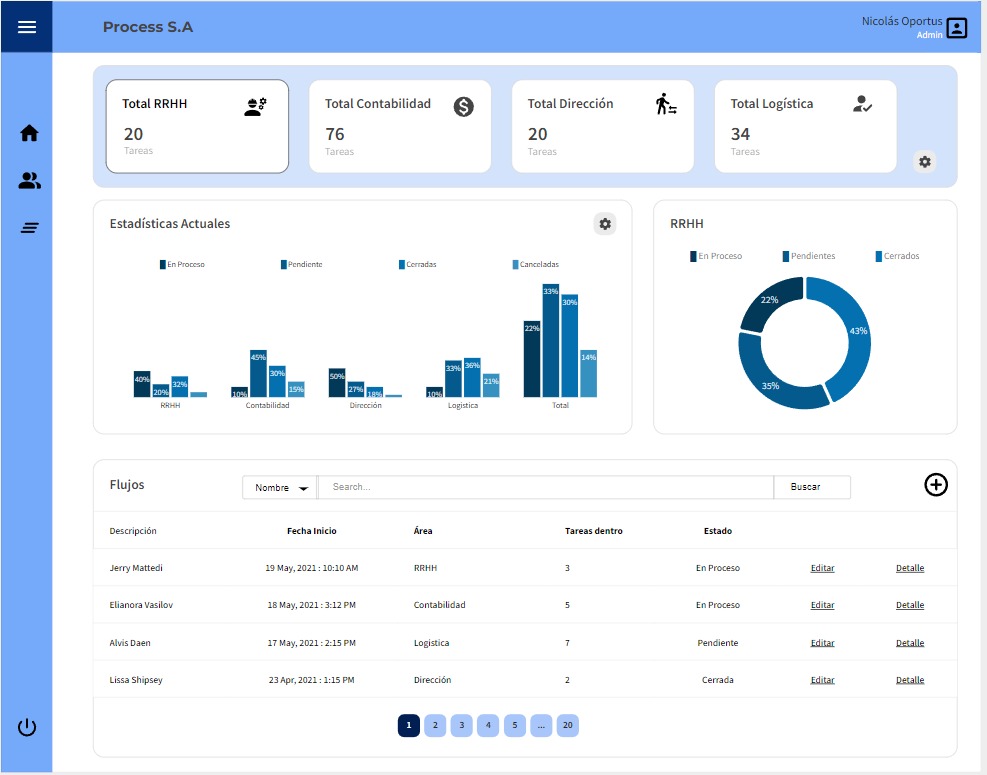 Process S.A
Nicolás Oportus
Admin
Total RRHH
20
Tareas
Total Contabilidad
76
Tareas
Total Dirección
20
Tareas
Total Logística
34
Tareas
Estadísticas Actuales
En Proceso Pendiente Cerradas Canceladas
40% 20% 32%
10% 45% 30% 15%
50% 27% 18%
10% 33% 36% 21%
22% 33% 30% 14%
RRHH Contabilidad Dirección Logistica Total
RRHH
En Proceso Pendientes Cerrados
22%
43%
35%
Flujos
Nombre Search... Buscar
Descripción Fecha Inicio Área Tareas dentro Estado
Jerry Mattedi 19 May, 2021 : 10:10 AM RRHH 3 En Proceso Editar Detalle
Elianora Vasilov 18 May, 2021 : 3:12 PM Contabilidad 5 En Proceso Editar Detalle
Alvis Daen 17 May, 2021 : 2:15 PM Logistica 7 Pendiente Editar Detalle
Lissa Shipsey 23 Apr, 2021 : 1:15 PM Dirección 2 Cerrada Editar Detalle
1 2 3 4 5 ... 20